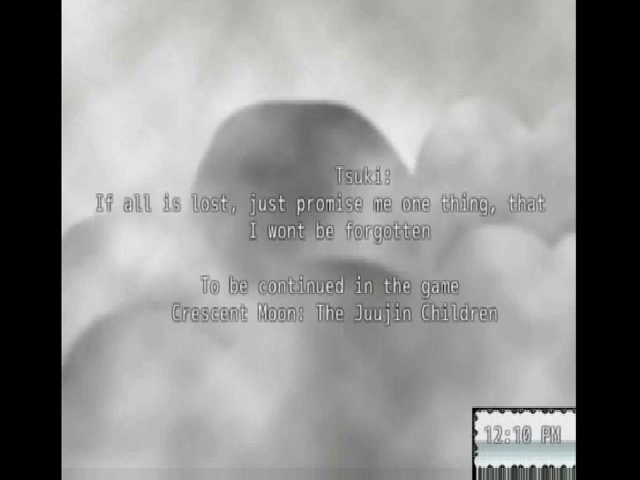 Tsuki:
If all is lost, just promise me one thing, that
I wont be forgotten
To be continued in the game
Crescent Moon: The Juujin Children
12:10 PM